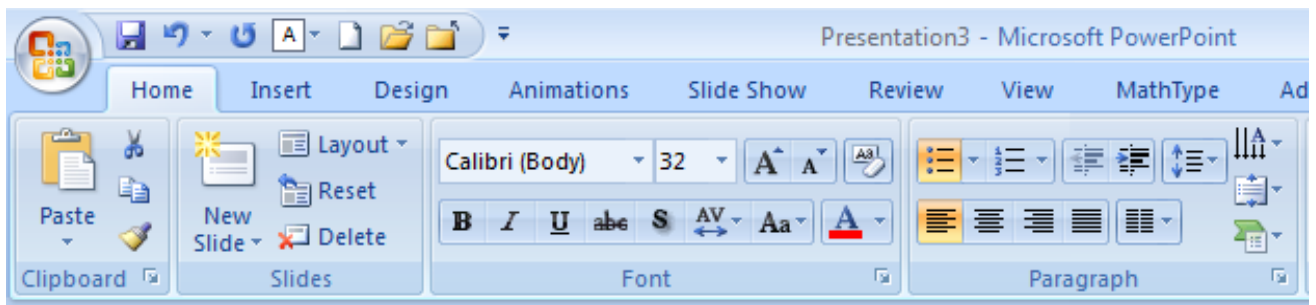 Presentation3 - Microsoft PowerPoint
Home Insert Design Animations Slide Show Review View MathType Ad
Layout
Calibri (Body) 32
Reset
Paste New Slide Delete
B I U abc S AV Aa A
Clipboard Slides Font Paragraph